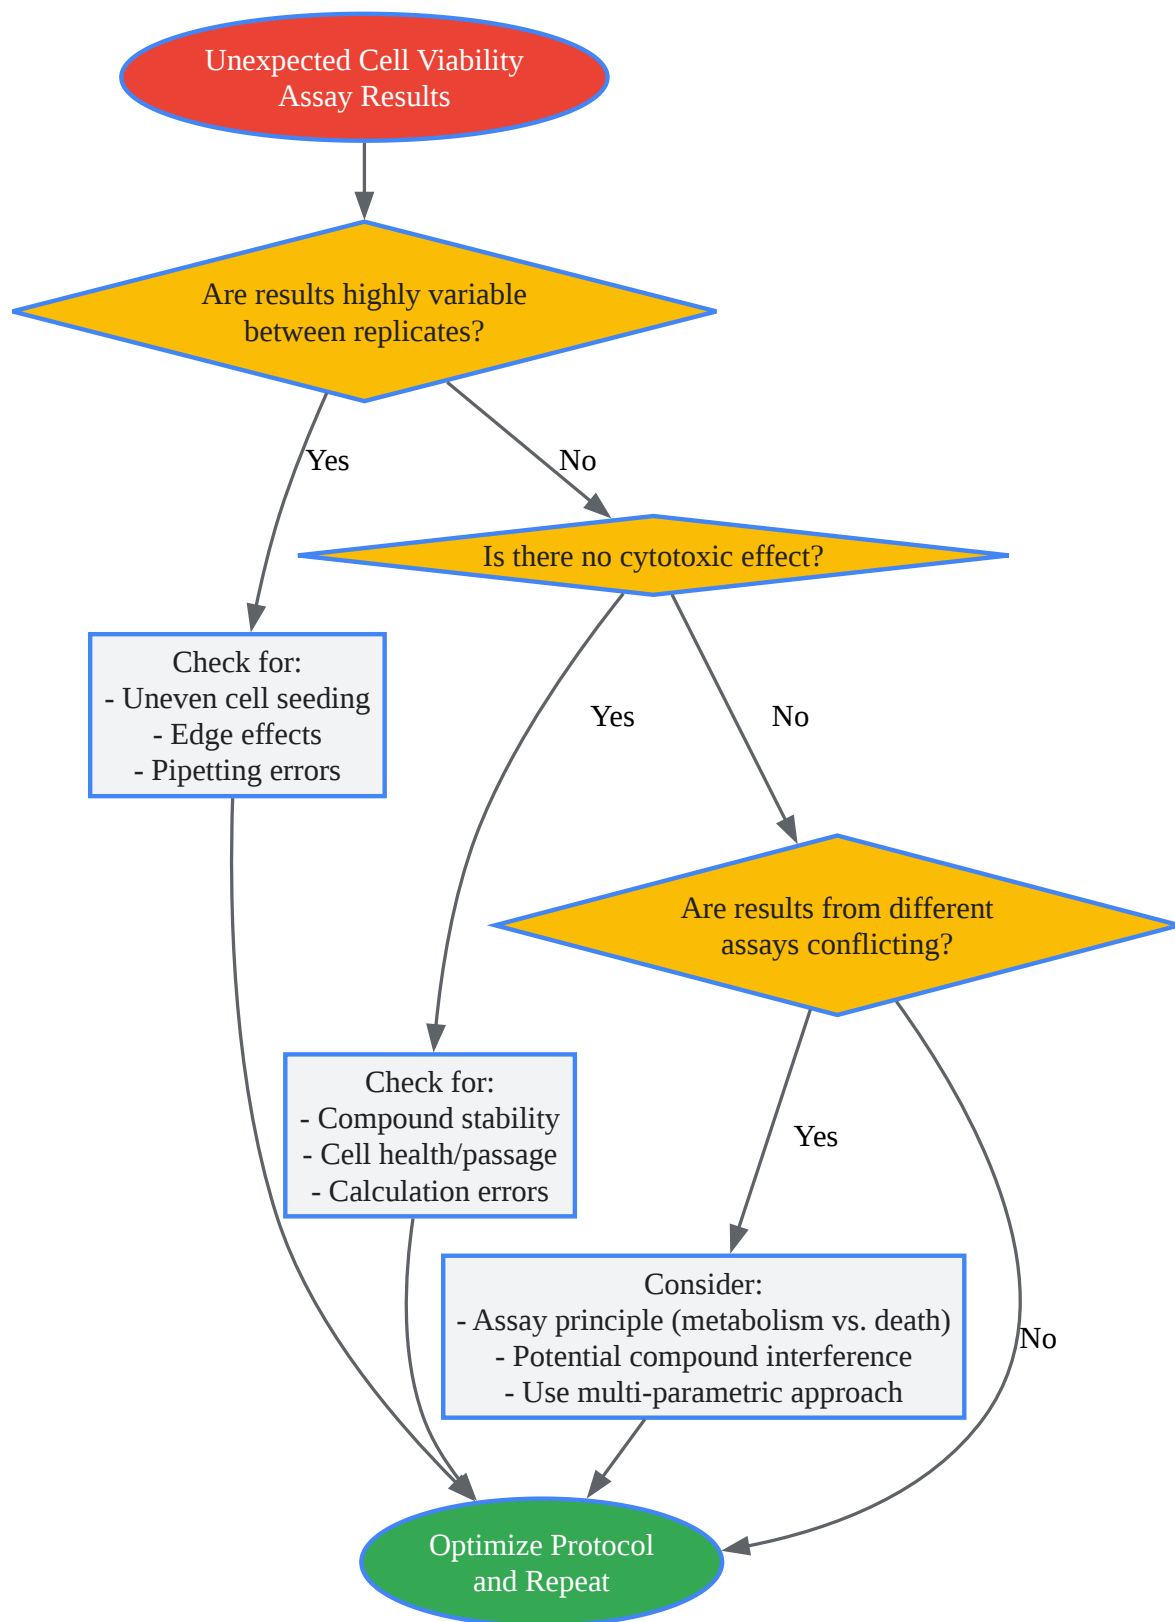 Unexpected Cell Viability
Assay Results
Are results highly variable
between replicates?
Yes
No
Is there no cytotoxic effect?
Check for:
- Uneven cell seeding
- Edge effects
- Pipetting errors
Yes
No
Are results from different
assays conflicting?
Check for:
- Compound stability
- Cell health/passage
- Calculation errors
Yes
Consider:
- Assay principle (metabolism vs. death)
- Potential compound interference
- Use multi-parametric approach
No
Optimize Protocol
and Repeat